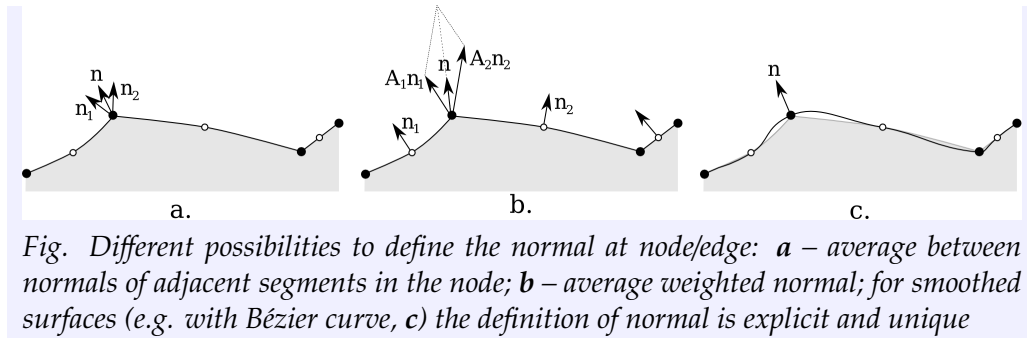 n
n1
n2
a.
A1n1
n
A2n2
n1
n2
b.
n
c.
Fig. Different possibilities to define the normal at node/edge: a – average between
normals of adjacent segments in the node; b – average weighted normal; for smoothed
surfaces (e.g. with Bézier curve, c) the definition of normal is explicit and unique